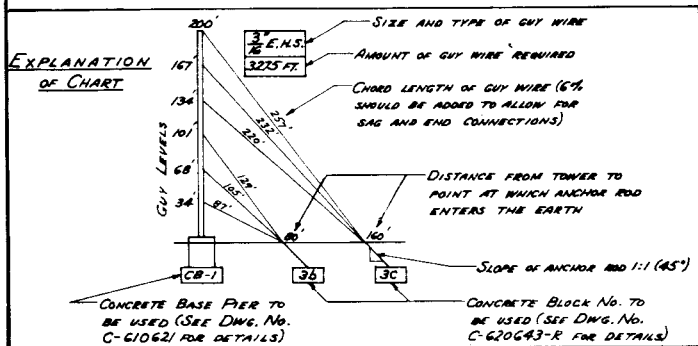 EXPLANATION
OF CHART
GUY LEVELS
200'
167'
134'
101'
68'
34'
3/16" E.H.S.
3275 FT.
SIZE AND TYPE OF GUY WIRE
AMOUNT OF GUY WIRE REQUIRED
CHORD LENGTH OF GUY WIRE (6%
SHOULD BE ADDED TO ALLOW FOR
SAG AND END CONNECTIONS)
257'
232'
220'
129'
105'
87'
DISTANCE FROM TOWER TO
POINT AT WHICH ANCHOR ROD
ENTERS THE EARTH
80'
160'
SLOPE OF ANCHOR ROD 1:1 (45°)
CB-1
3b
3C
CONCRETE BASE PIER TO
BE USED (SEE DWG. NO.
C-610621 FOR DETAILS)
CONCRETE BLOCK NO. TO
BE USED (SEE DWG. NO.
C-620643-R FOR DETAILS)